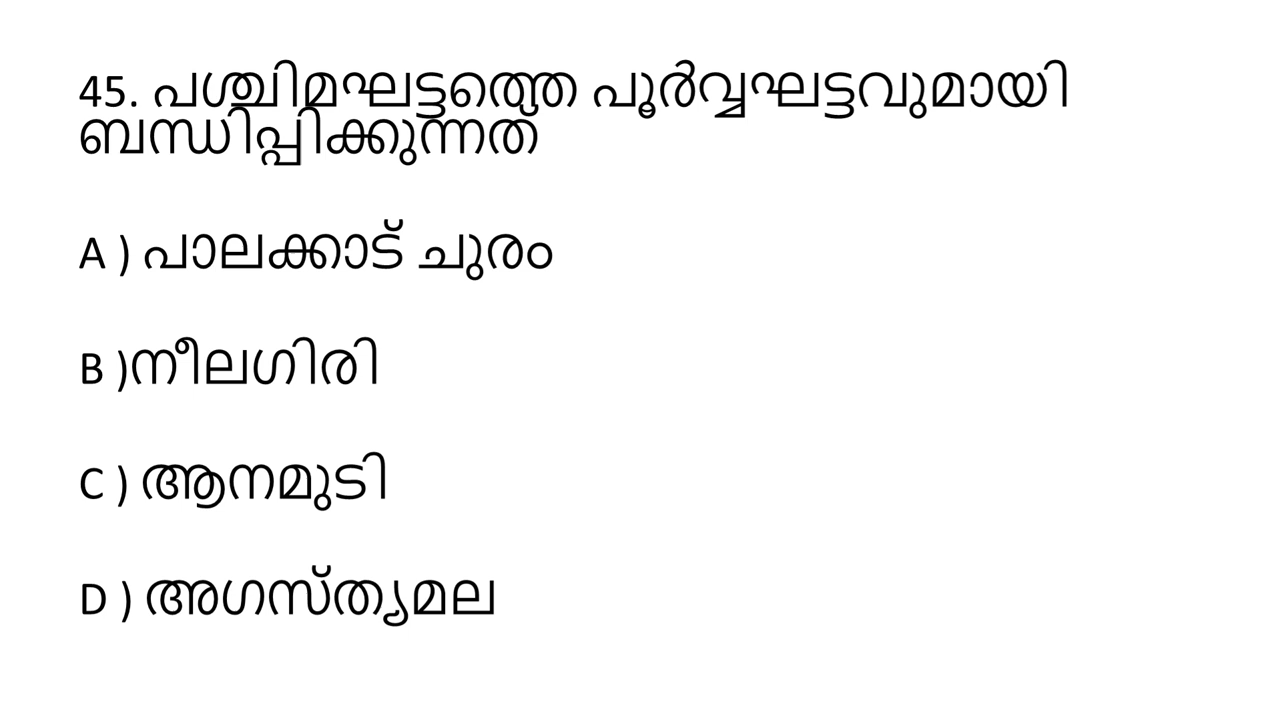 45. പശ്ചിമഘട്ടത്തെ പൂർവ്വഘട്ടവുമായി
ബന്ധിപ്പിക്കുന്നത്
A ) പാലക്കാട് ചുരം
B )നീലഗിരി
C ) ആനമുടി
D ) അഗസ്ത്യമല